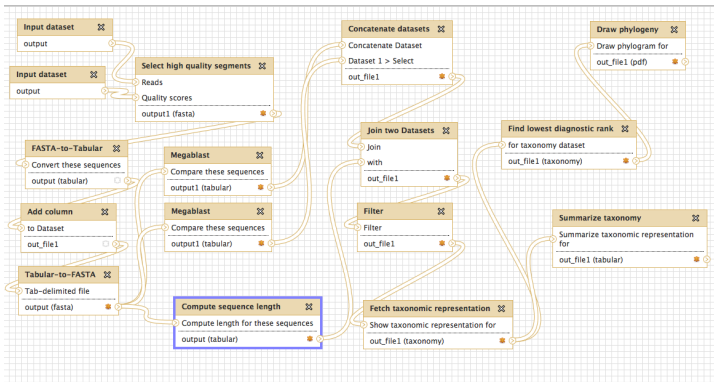 Input dataset
output
Input dataset
output
Select high quality segments
Reads
Quality scores
output1 (fasta)
FASTA-to-Tabular
Convert these sequences
output (tabular)
Add column
to Dataset
out_file1
Tabular-to-FASTA
Tab-delimited file
output (fasta)
Megablast
Compare these sequences
output1 (tabular)
Megablast
Compare these sequences
output1 (tabular)
Compute sequence length
Compute length for these sequences
output (tabular)
Concatenate datasets
Concatenate Dataset
Dataset 1 > Select
out_file1
Join two Datasets
Join
with
out_file1
Filter
Filter
out_file1
Fetch taxonomic representation
Show taxonomic representation for
out_file1 (taxonomy)
Find lowest diagnostic rank
for taxonomy dataset
out_file1 (taxonomy)
Draw phylogeny
Draw phylogram for
out_file1 (pdf)
Summarize taxonomy
Summarize taxonomic representation
for
out_file1 (tabular)